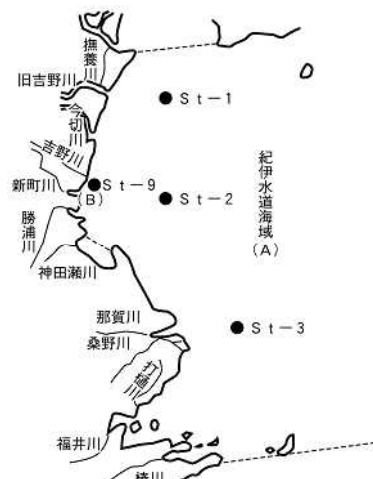 撫養川
旧吉野川
St-1
今切川
吉野川
新町川
St-9
(B)
St-2
紀伊水道海域
(A)
勝浦川
神田瀬川
那賀川
St-3
桑野川
打樋川
福井川
椿川